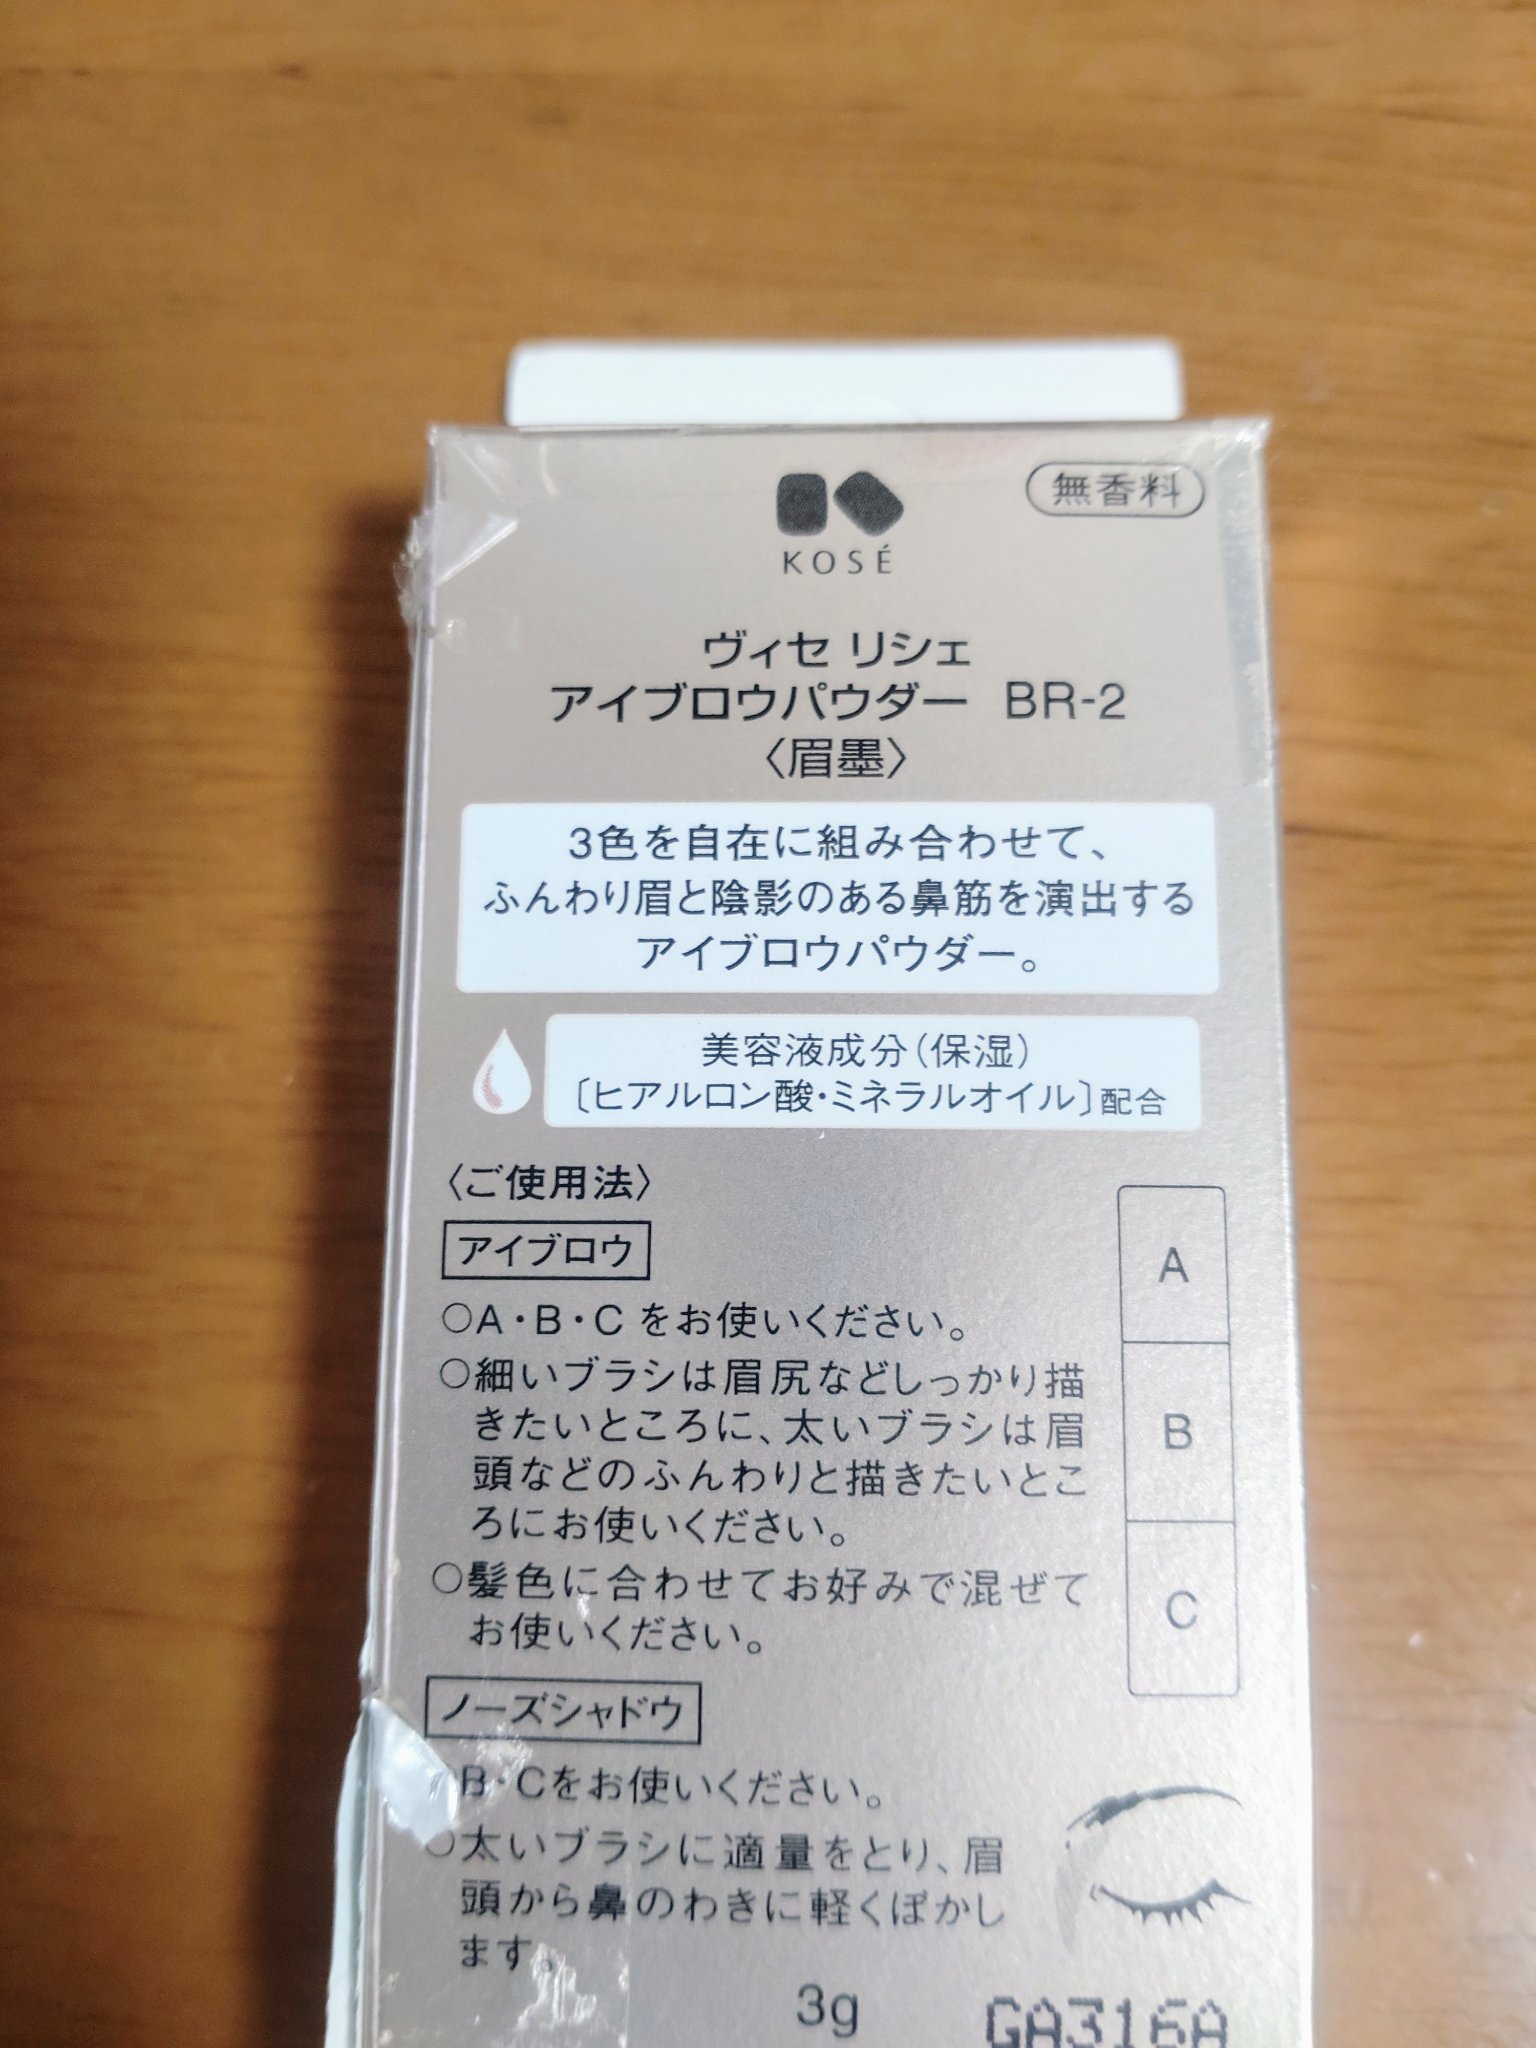 無香料
KOSÉ
ヴィセ リシェ
アイブロウパウダー BR-2
〈眉墨〉
3色を自在に組み合わせて、
ふんわり眉と陰影のある鼻筋を演出する
アイブロウパウダー。
美容液成分(保湿)
〔ヒアルロン酸・ミネラルオイル〕配合
〈ご使用法〉
アイブロウ
○A・B・C をお使いください。
○細いブラシは眉尻などしっかり描
きたいところに、太いブラシは眉
頭などのふんわりと描きたいとこ
ろにお使いください。
○髪色に合わせてお好みで混ぜて
お使いください。
A
B
C
ノーズシャドウ
○B・Cをお使いください。
○太いブラシに適量をとり、眉
頭から鼻のわきに軽くぼかし
ます。
3g
GA316A